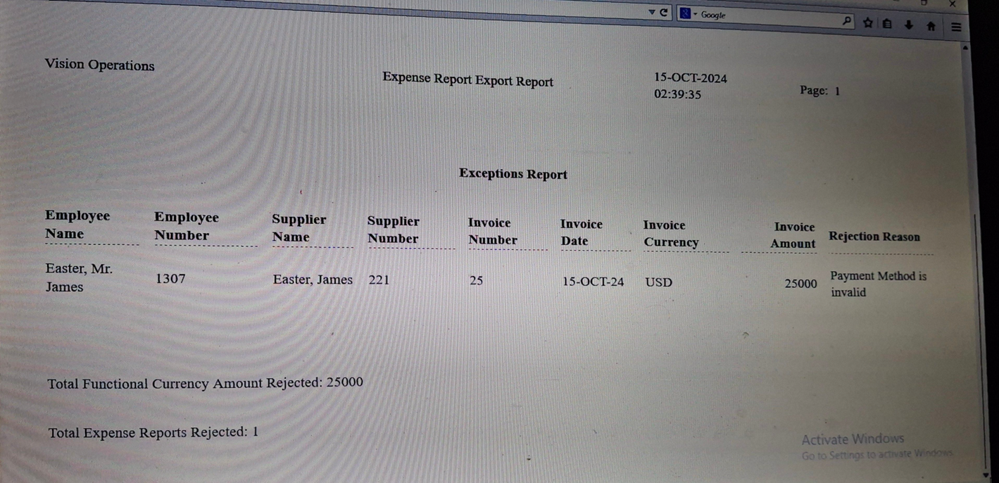 Google
Vision Operations
Expense Report Export Report
15-OCT-2024
02:39:35
Page: 1
Exceptions Report
Employee Name
Employee Number
Supplier Name
Supplier Number
Invoice Number
Invoice Date
Invoice Currency
Invoice Amount
Rejection Reason
Easter, Mr. James
1307
Easter, James
221
25
15-OCT-24
USD
25000
Payment Method is invalid
Total Functional Currency Amount Rejected: 25000
Total Expense Reports Rejected: 1
Activate Windows
Go to Settings to activate Windows.